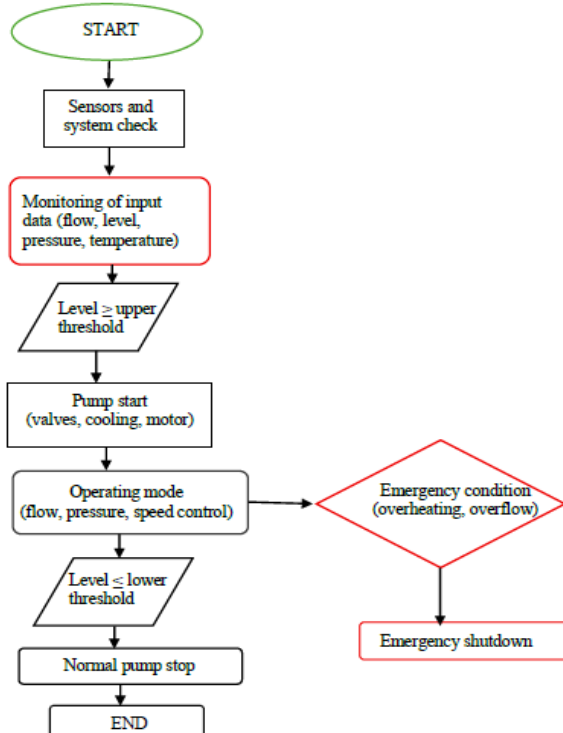 START
Sensors and
system check
Monitoring of input
data (flow, level,
pressure, temperature)
Level ≥ upper
threshold
Pump start
(valves, cooling, motor)
Operating mode
(flow, pressure, speed control)
Emergency condition
(overheating, overflow)
Level ≤ lower
threshold
Emergency shutdown
Normal pump stop
END